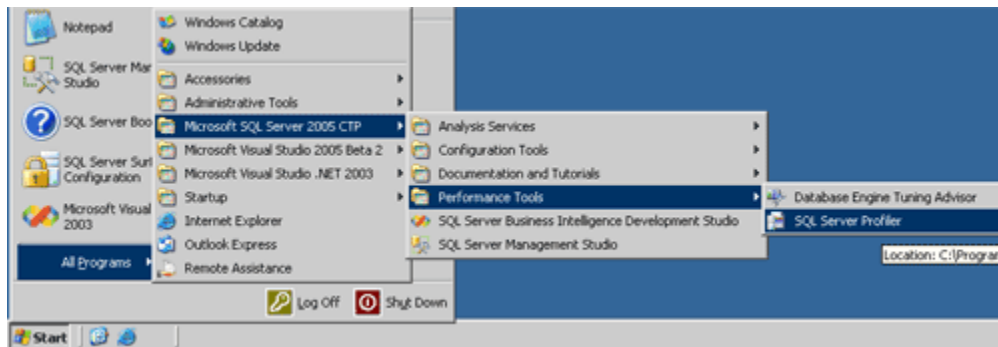 Notepad
SQL Server Mar
Studio
SQL Server Boo
SQL Server Surf
Configuration
Microsoft Visual
2003
All Programs
Windows Catalog
Windows Update
Accessories
Administrative Tools
Microsoft SQL Server 2005 CTP
Microsoft Visual Studio 2005 Beta 2
Microsoft Visual Studio .NET 2003
Startup
Internet Explorer
Outlook Express
Remote Assistance
Analysis Services
Configuration Tools
Documentation and Tutorials
Performance Tools
SQL Server Business Intelligence Development Studio
SQL Server Management Studio
Database Engine Tuning Advisor
SQL Server Profiler
Location: C:\Program
Log Off
Shut Down
Start